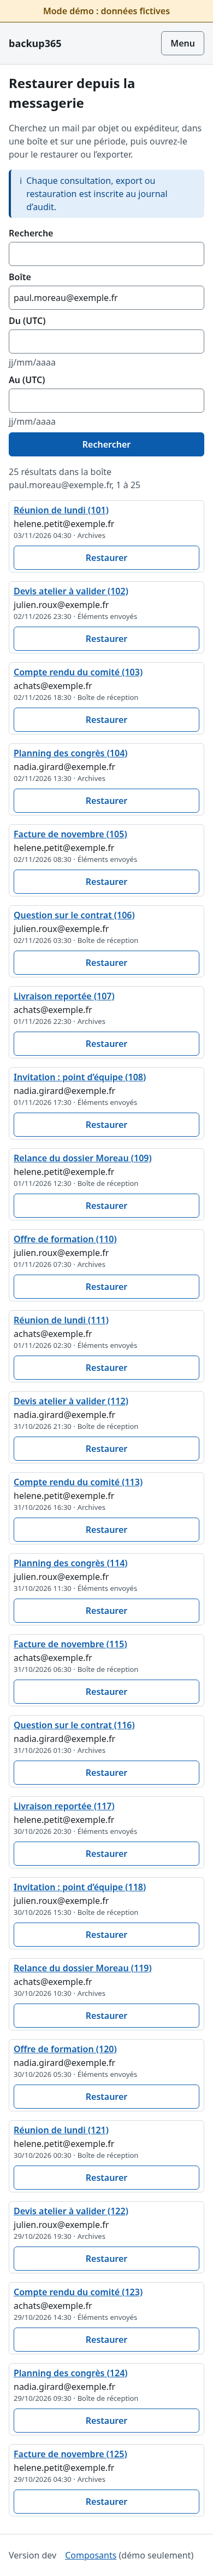 Mode démo : données fictives
backup365
Menu
Restaurer depuis la
messagerie
Cherchez un mail par objet ou expéditeur, dans
une boîte et sur une période, puis ouvrez-le
pour le restaurer ou l’exporter.
i Chaque consultation, export ou
restauration est inscrite au journal
d’audit.
Recherche
Boîte
paul.moreau@exemple.fr
Du (UTC)
jj/mm/aaaa
Au (UTC)
jj/mm/aaaa
Rechercher
25 résultats dans la boîte
paul.moreau@exemple.fr, 1 à 25
Réunion de lundi (101)
helene.petit@exemple.fr
03/11/2026 04:30 · Archives
Restaurer
Devis atelier à valider (102)
julien.roux@exemple.fr
02/11/2026 23:30 · Éléments envoyés
Restaurer
Compte rendu du comité (103)
achats@exemple.fr
02/11/2026 18:30 · Boîte de réception
Restaurer
Planning des congrès (104)
nadia.girard@exemple.fr
02/11/2026 13:30 · Archives
Restaurer
Facture de novembre (105)
helene.petit@exemple.fr
02/11/2026 08:30 · Éléments envoyés
Restaurer
Question sur le contrat (106)
julien.roux@exemple.fr
02/11/2026 03:30 · Boîte de réception
Restaurer
Livraison reportée (107)
achats@exemple.fr
01/11/2026 22:30 · Archives
Restaurer
Invitation : point d’équipe (108)
nadia.girard@exemple.fr
01/11/2026 17:30 · Éléments envoyés
Restaurer
Relance du dossier Moreau (109)
helene.petit@exemple.fr
01/11/2026 12:30 · Boîte de réception
Restaurer
Offre de formation (110)
julien.roux@exemple.fr
01/11/2026 07:30 · Archives
Restaurer
Réunion de lundi (111)
achats@exemple.fr
01/11/2026 02:30 · Éléments envoyés
Restaurer
Devis atelier à valider (112)
nadia.girard@exemple.fr
31/10/2026 21:30 · Boîte de réception
Restaurer
Compte rendu du comité (113)
helene.petit@exemple.fr
31/10/2026 16:30 · Archives
Restaurer
Planning des congrès (114)
julien.roux@exemple.fr
31/10/2026 11:30 · Éléments envoyés
Restaurer
Facture de novembre (115)
achats@exemple.fr
31/10/2026 06:30 · Boîte de réception
Restaurer
Question sur le contrat (116)
nadia.girard@exemple.fr
31/10/2026 01:30 · Archives
Restaurer
Livraison reportée (117)
helene.petit@exemple.fr
30/10/2026 20:30 · Éléments envoyés
Restaurer
Invitation : point d’équipe (118)
julien.roux@exemple.fr
30/10/2026 15:30 · Boîte de réception
Restaurer
Relance du dossier Moreau (119)
achats@exemple.fr
30/10/2026 10:30 · Archives
Restaurer
Offre de formation (120)
nadia.girard@exemple.fr
30/10/2026 05:30 · Éléments envoyés
Restaurer
Réunion de lundi (121)
helene.petit@exemple.fr
30/10/2026 00:30 · Boîte de réception
Restaurer
Devis atelier à valider (122)
julien.roux@exemple.fr
29/10/2026 19:30 · Archives
Restaurer
Compte rendu du comité (123)
achats@exemple.fr
29/10/2026 14:30 · Éléments envoyés
Restaurer
Planning des congrès (124)
nadia.girard@exemple.fr
29/10/2026 09:30 · Boîte de réception
Restaurer
Facture de novembre (125)
helene.petit@exemple.fr
29/10/2026 04:30 · Archives
Restaurer
Version dev Composants (démo seulement)